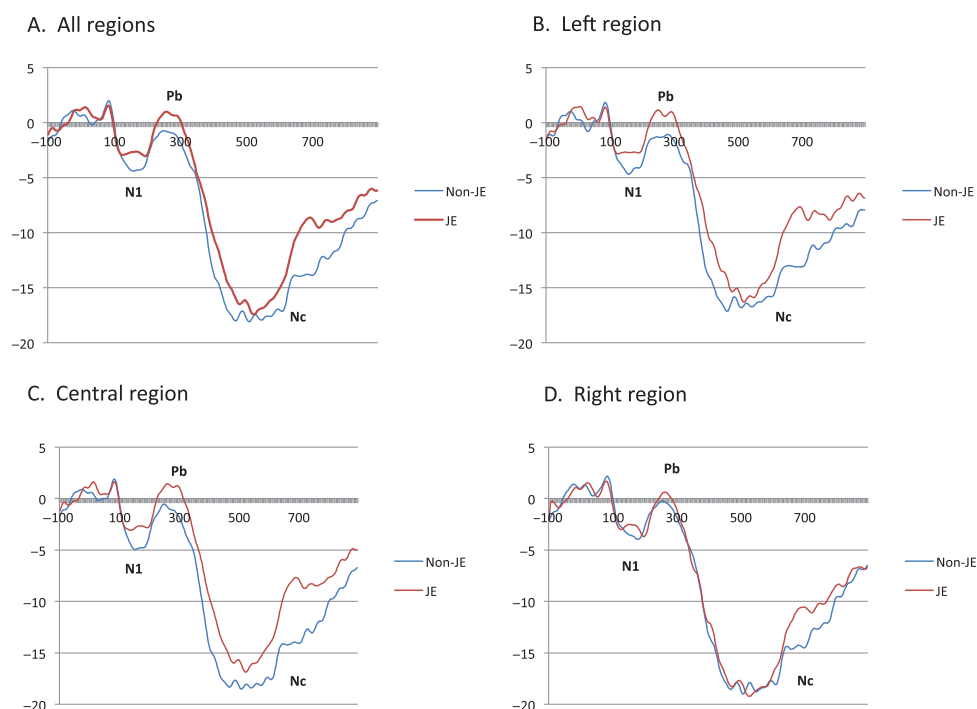 A. All regions
5
Pb
0
−100 100 300 500 700
−5
N1
−10
−15
Nc
−20
Non-JE
JE
B. Left region
5
Pb
0
−100 100 300 500 700
−5
N1
−10
−15
Nc
−20
Non-JE
JE
C. Central region
5
Pb
0
−100 100 300 500 700
−5
N1
−10
−15
Nc
−20
Non-JE
JE
D. Right region
5
Pb
0
−100 100 300 500 700
−5
N1
−10
−15
Nc
−20
Non-JE
JE